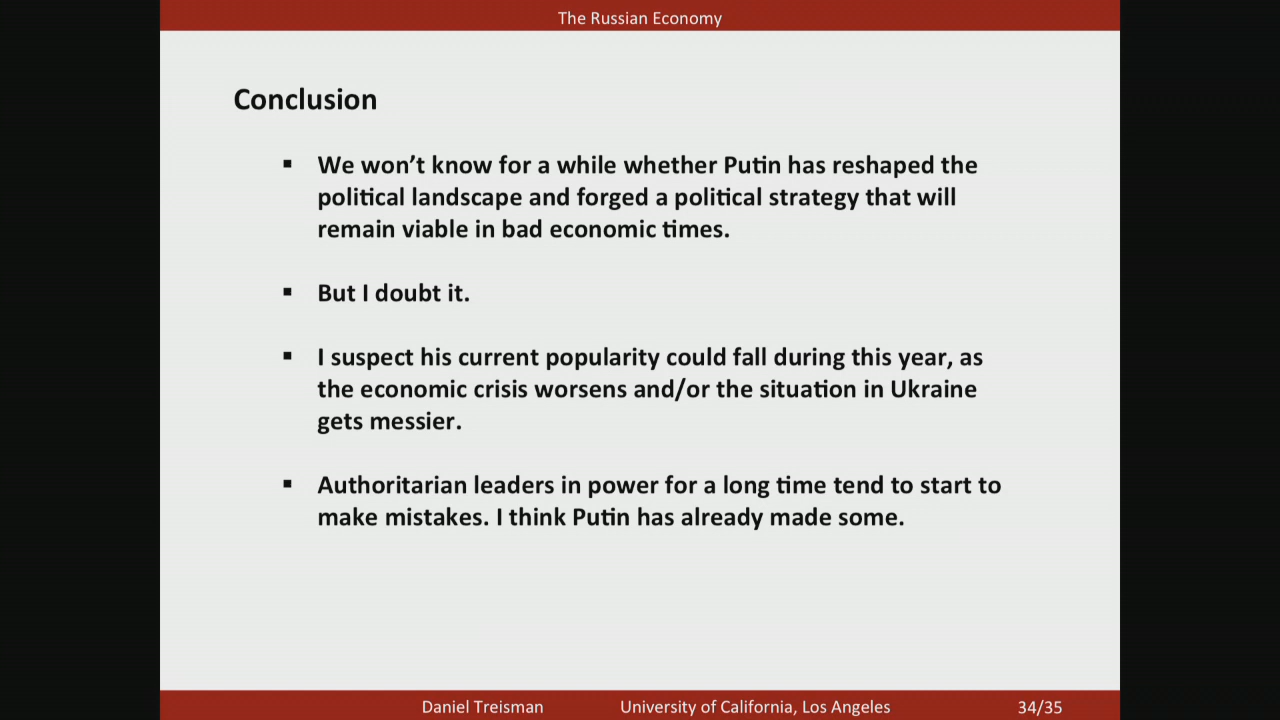 The Russian Economy
Conclusion
▪ We won’t know for a while whether Putin has reshaped the
political landscape and forged a political strategy that will
remain viable in bad economic times.
▪ But I doubt it.
▪ I suspect his current popularity could fall during this year, as
the economic crisis worsens and/or the situation in Ukraine
gets messier.
▪ Authoritarian leaders in power for a long time tend to start to
make mistakes. I think Putin has already made some.
Daniel Treisman University of California, Los Angeles 34/35